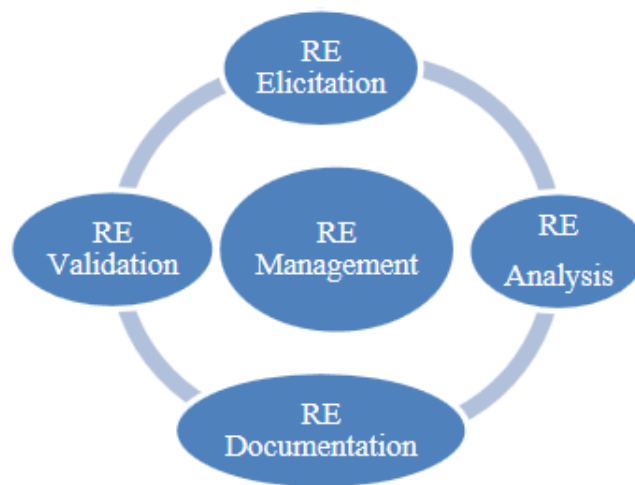 RE
Elicitation
RE
Validation
RE
Management
RE
Analysis
RE
Documentation